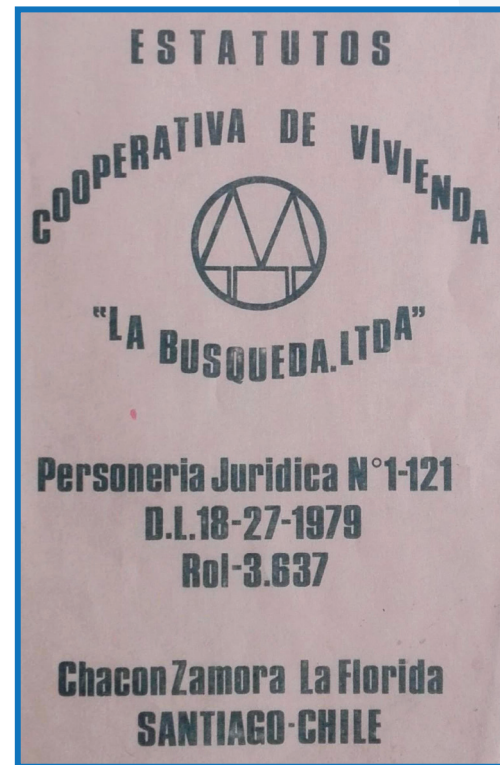 ESTATUTOS
COOPERATIVA DE VIVIENDA
"LA BUSQUEDA.LTDA"
Personeria Juridica N°1-121
D.L.18-27-1979
Rol-3.637
Chacon Zamora La Florida
SANTIAGO-CHILE